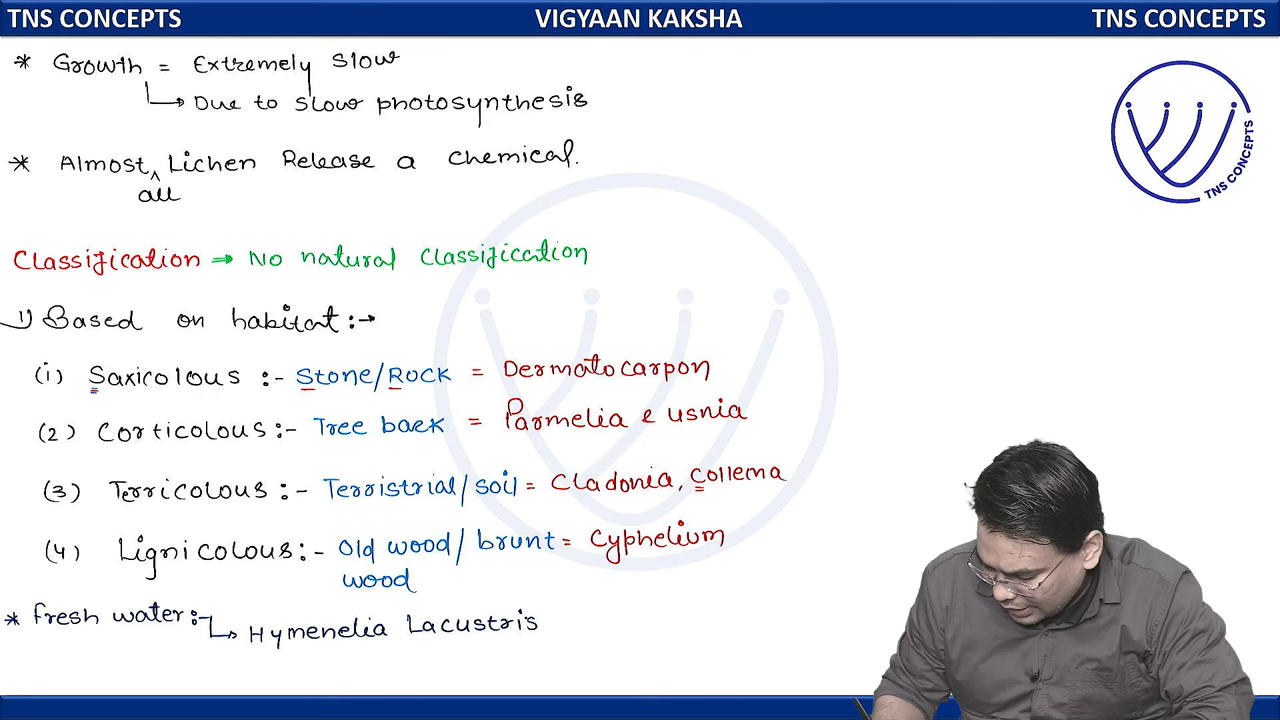 TNS CONCEPTS VIGYAAN KAKSHA TNS CONCEPTS
* Growth = Extremely Slow
↳ Due to slow photosynthesis
TNS CONCEPTS
* Almost ^ Lichen Release a chemical.
all
Classification ⇒ No natural classification
1) Based on habitat :→
(1) Saxicolous :- Stone/Rock = Dermatocarpon
(2) Corticolous :- Tree baek = Parmelia & usnia
(3) Terricolous :- Terristrial/soil = Cladonia, Collema
(4) Lignicolous :- Old wood/ brunt = Cyphelium
wood
* fresh water :-
↳ Hymenelia Lacustris